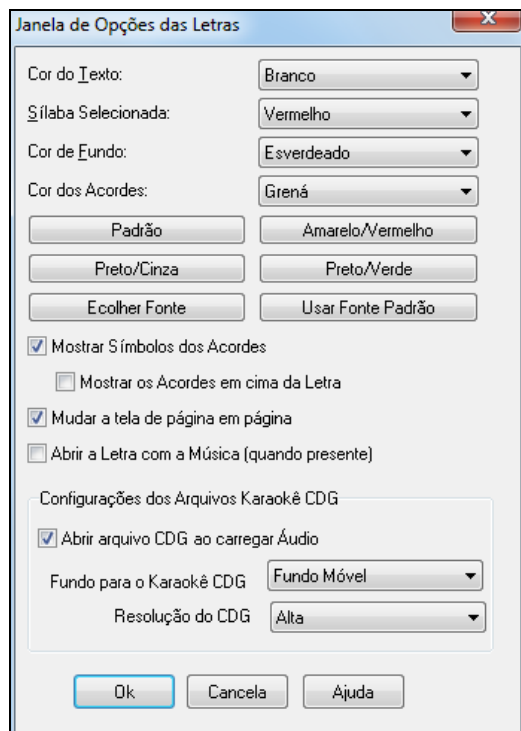 Janela de Opções das Letras
Cor do Texto: Branco
Sílaba Selecionada: Vermelho
Cor de Fundo: Esverdeado
Cor dos Acordes: Grená
Padrão Amarelo/Vermelho
Preto/Cinza Preto/Verde
Ecolher Fonte Usar Fonte Padrão
Mostrar Símbolos dos Acordes
Mostrar os Acordes em cima da Letra
Mudar a tela de página em página
Abrir a Letra com a Música (quando presente)
Configurações dos Arquivos Karaokê CDG
Abrir arquivo CDG ao carregar Áudio
Fundo para o Karaokê CDG Fundo Móvel
Resolução do CDG Alta
Ok Cancela Ajuda